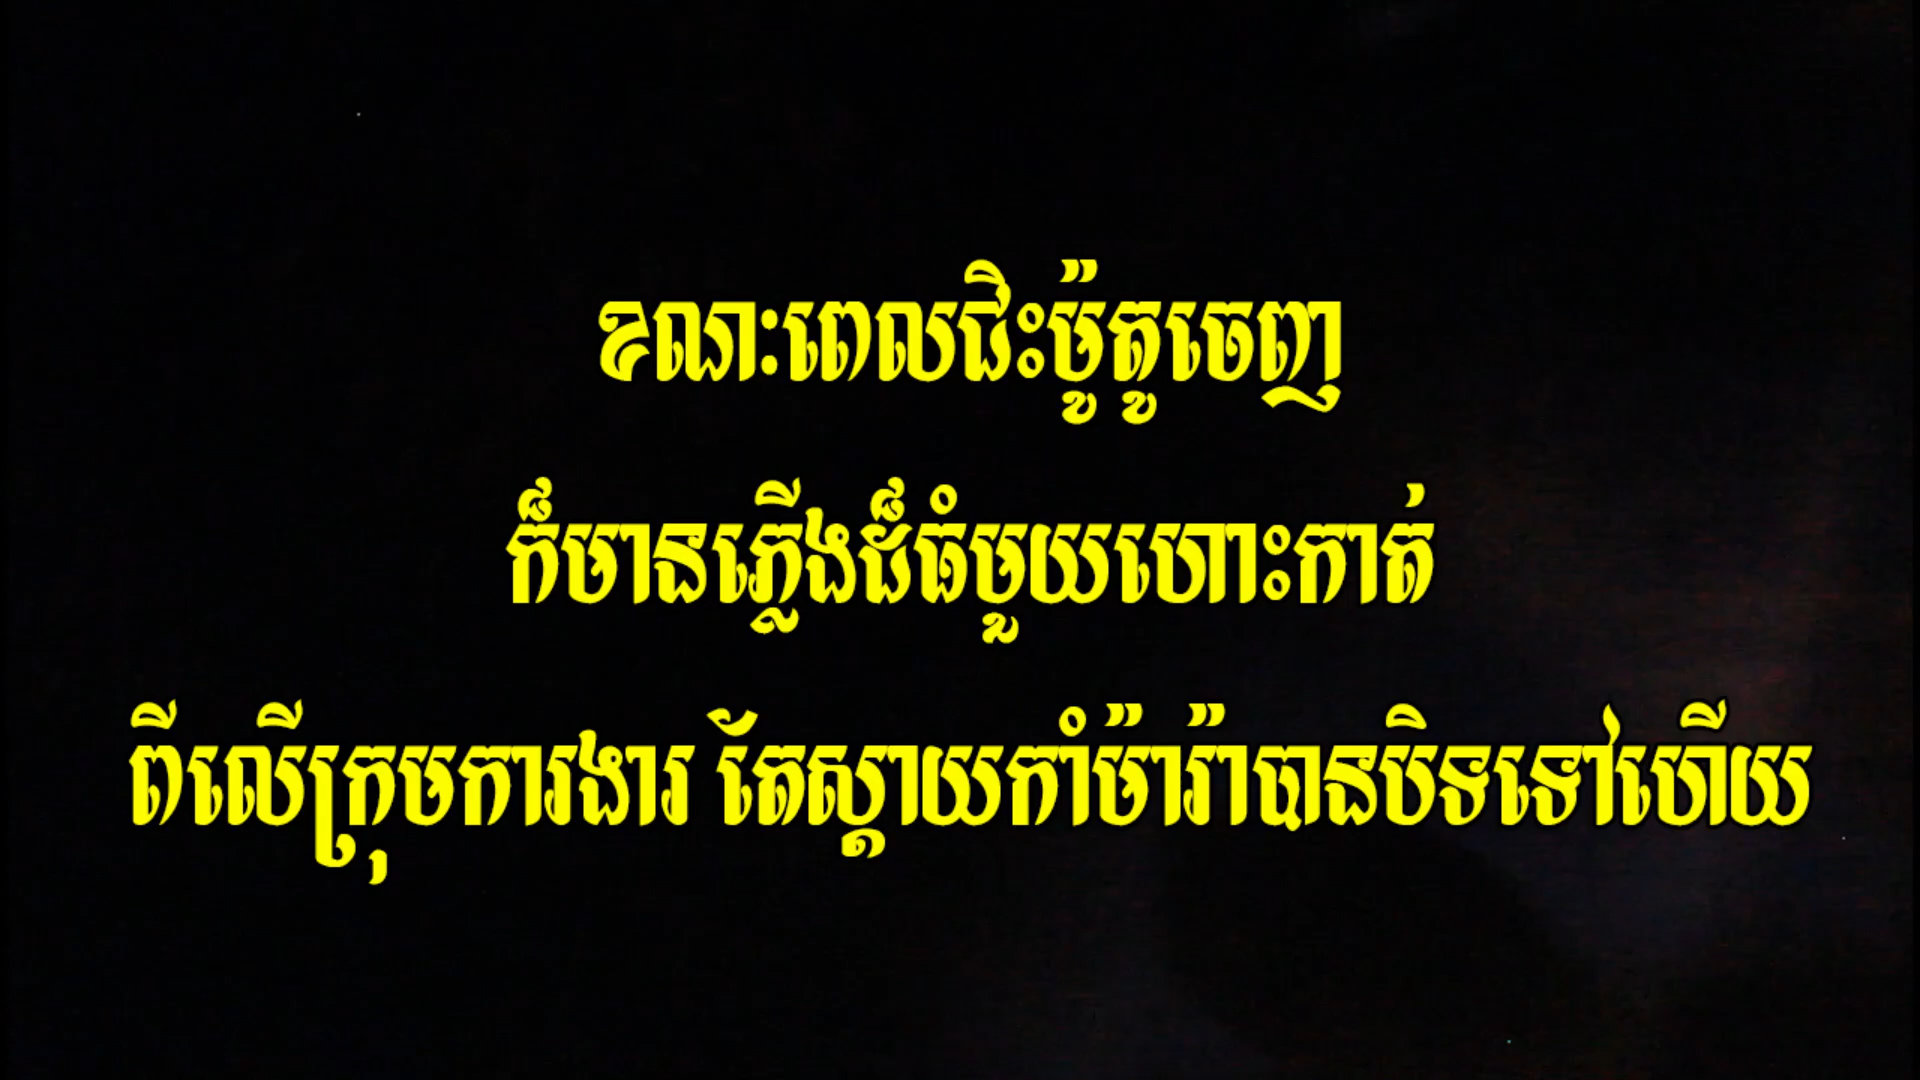 ខណៈពេលជិះម៉ូតូចេញ
ក៏មានភ្លើងដ៏ធំមួយហោះកាត់
ពីលើក្រុមការងារ តែស្តាយកាំម៉ារ៉ាបានបិទទៅហើយ